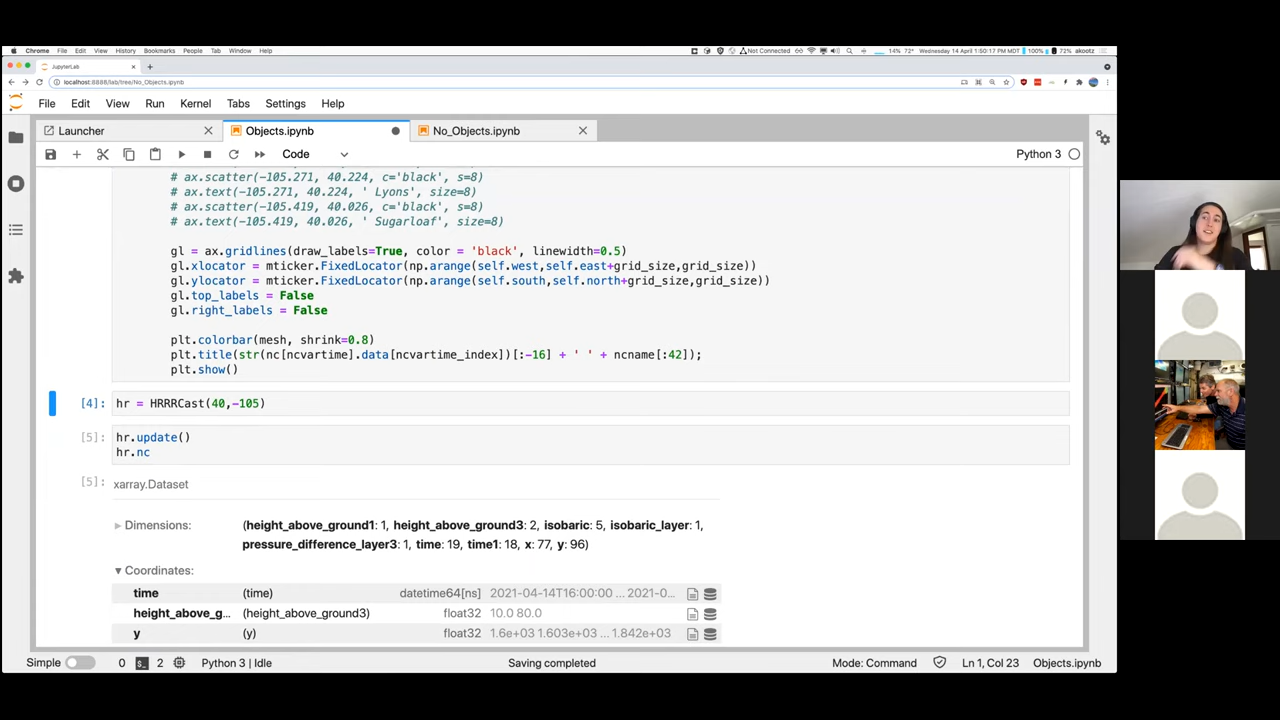 Chrome File Edit View History Bookmarks People Tab Window Help
Not Connected 14% 72° Wednesday 14 April 1:50:17 PM MDT 100% 72% akootz
JupyterLab
localhost:8888/lab/tree/No_Objects.ipynb
File Edit View Run Kernel Tabs Settings Help
Launcher Objects.ipynb No_Objects.ipynb
Code Python 3
# ax.scatter(-105.271, 40.224, c='black', s=8)
# ax.text(-105.271, 40.224, ' Lyons', size=8)
# ax.scatter(-105.419, 40.026, c='black', s=8)
# ax.text(-105.419, 40.026, ' Sugarloaf', size=8)
gl = ax.gridlines(draw_labels=True, color = 'black', linewidth=0.5)
gl.xlocator = mticker.FixedLocator(np.arange(self.west,self.east+grid_size,grid_size))
gl.ylocator = mticker.FixedLocator(np.arange(self.south,self.north+grid_size,grid_size))
gl.top_labels = False
gl.right_labels = False
plt.colorbar(mesh, shrink=0.8)
plt.title(str(nc[ncvartime].data[ncvartime_index])[:-16] + ' ' + ncname[:42]);
plt.show()
[4]: hr = HRRRCast(40,-105)
[5]: hr.update()
hr.nc
[5]: xarray.Dataset
Dimensions: (height_above_ground1: 1, height_above_ground3: 2, isobaric: 5, isobaric_layer: 1,
pressure_difference_layer3: 1, time: 19, time1: 18, x: 77, y: 96)
Coordinates:
time (time) datetime64[ns] 2021-04-14T16:00:00 ... 2021-0...
height_above_g... (height_above_ground3) float32 10.0 80.0
y (y) float32 1.6e+03 1.603e+03 ... 1.842e+03
Simple 0 2 Python 3 | Idle Saving completed Mode: Command Ln 1, Col 23 Objects.ipynb